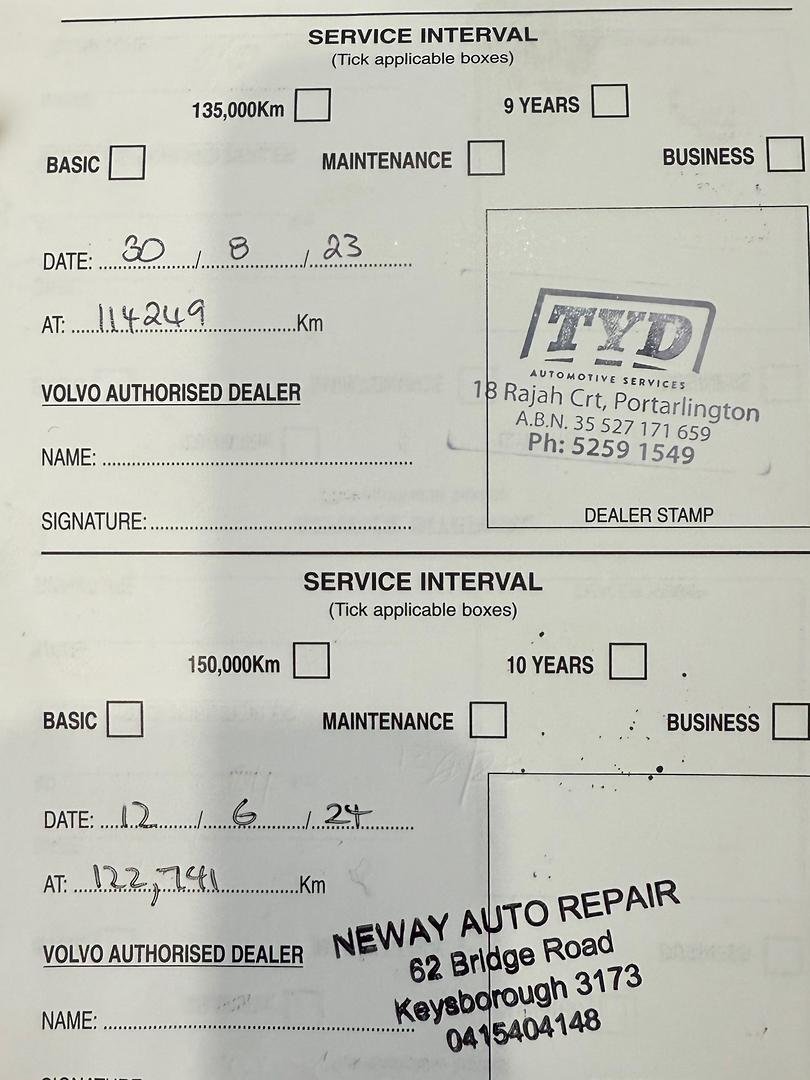 SERVICE INTERVAL
(Tick applicable boxes)
135,000Km 9 YEARS
BASIC MAINTENANCE BUSINESS
DATE: 30 / 8 / 23
AT: 114249 Km
VOLVO AUTHORISED DEALER
NAME:
SIGNATURE:
TYD
AUTOMOTIVE SERVICES
18 Rajah Crt, Portarlington
A.B.N. 35 527 171 659
Ph: 5259 1549
DEALER STAMP
SERVICE INTERVAL
(Tick applicable boxes)
150,000Km 10 YEARS
BASIC MAINTENANCE BUSINESS
DATE: 12 / 6 / 24
AT: 122,741 Km
VOLVO AUTHORISED DEALER
NAME:
NEWAY AUTO REPAIR
62 Bridge Road
Keysborough 3173
0415404148